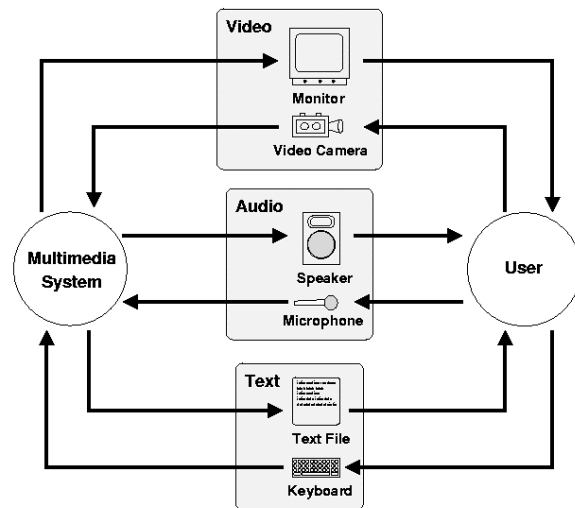 Video
Monitor
Video Camera
Audio
Speaker
Microphone
Multimedia
System
User
Text
Text File
Keyboard